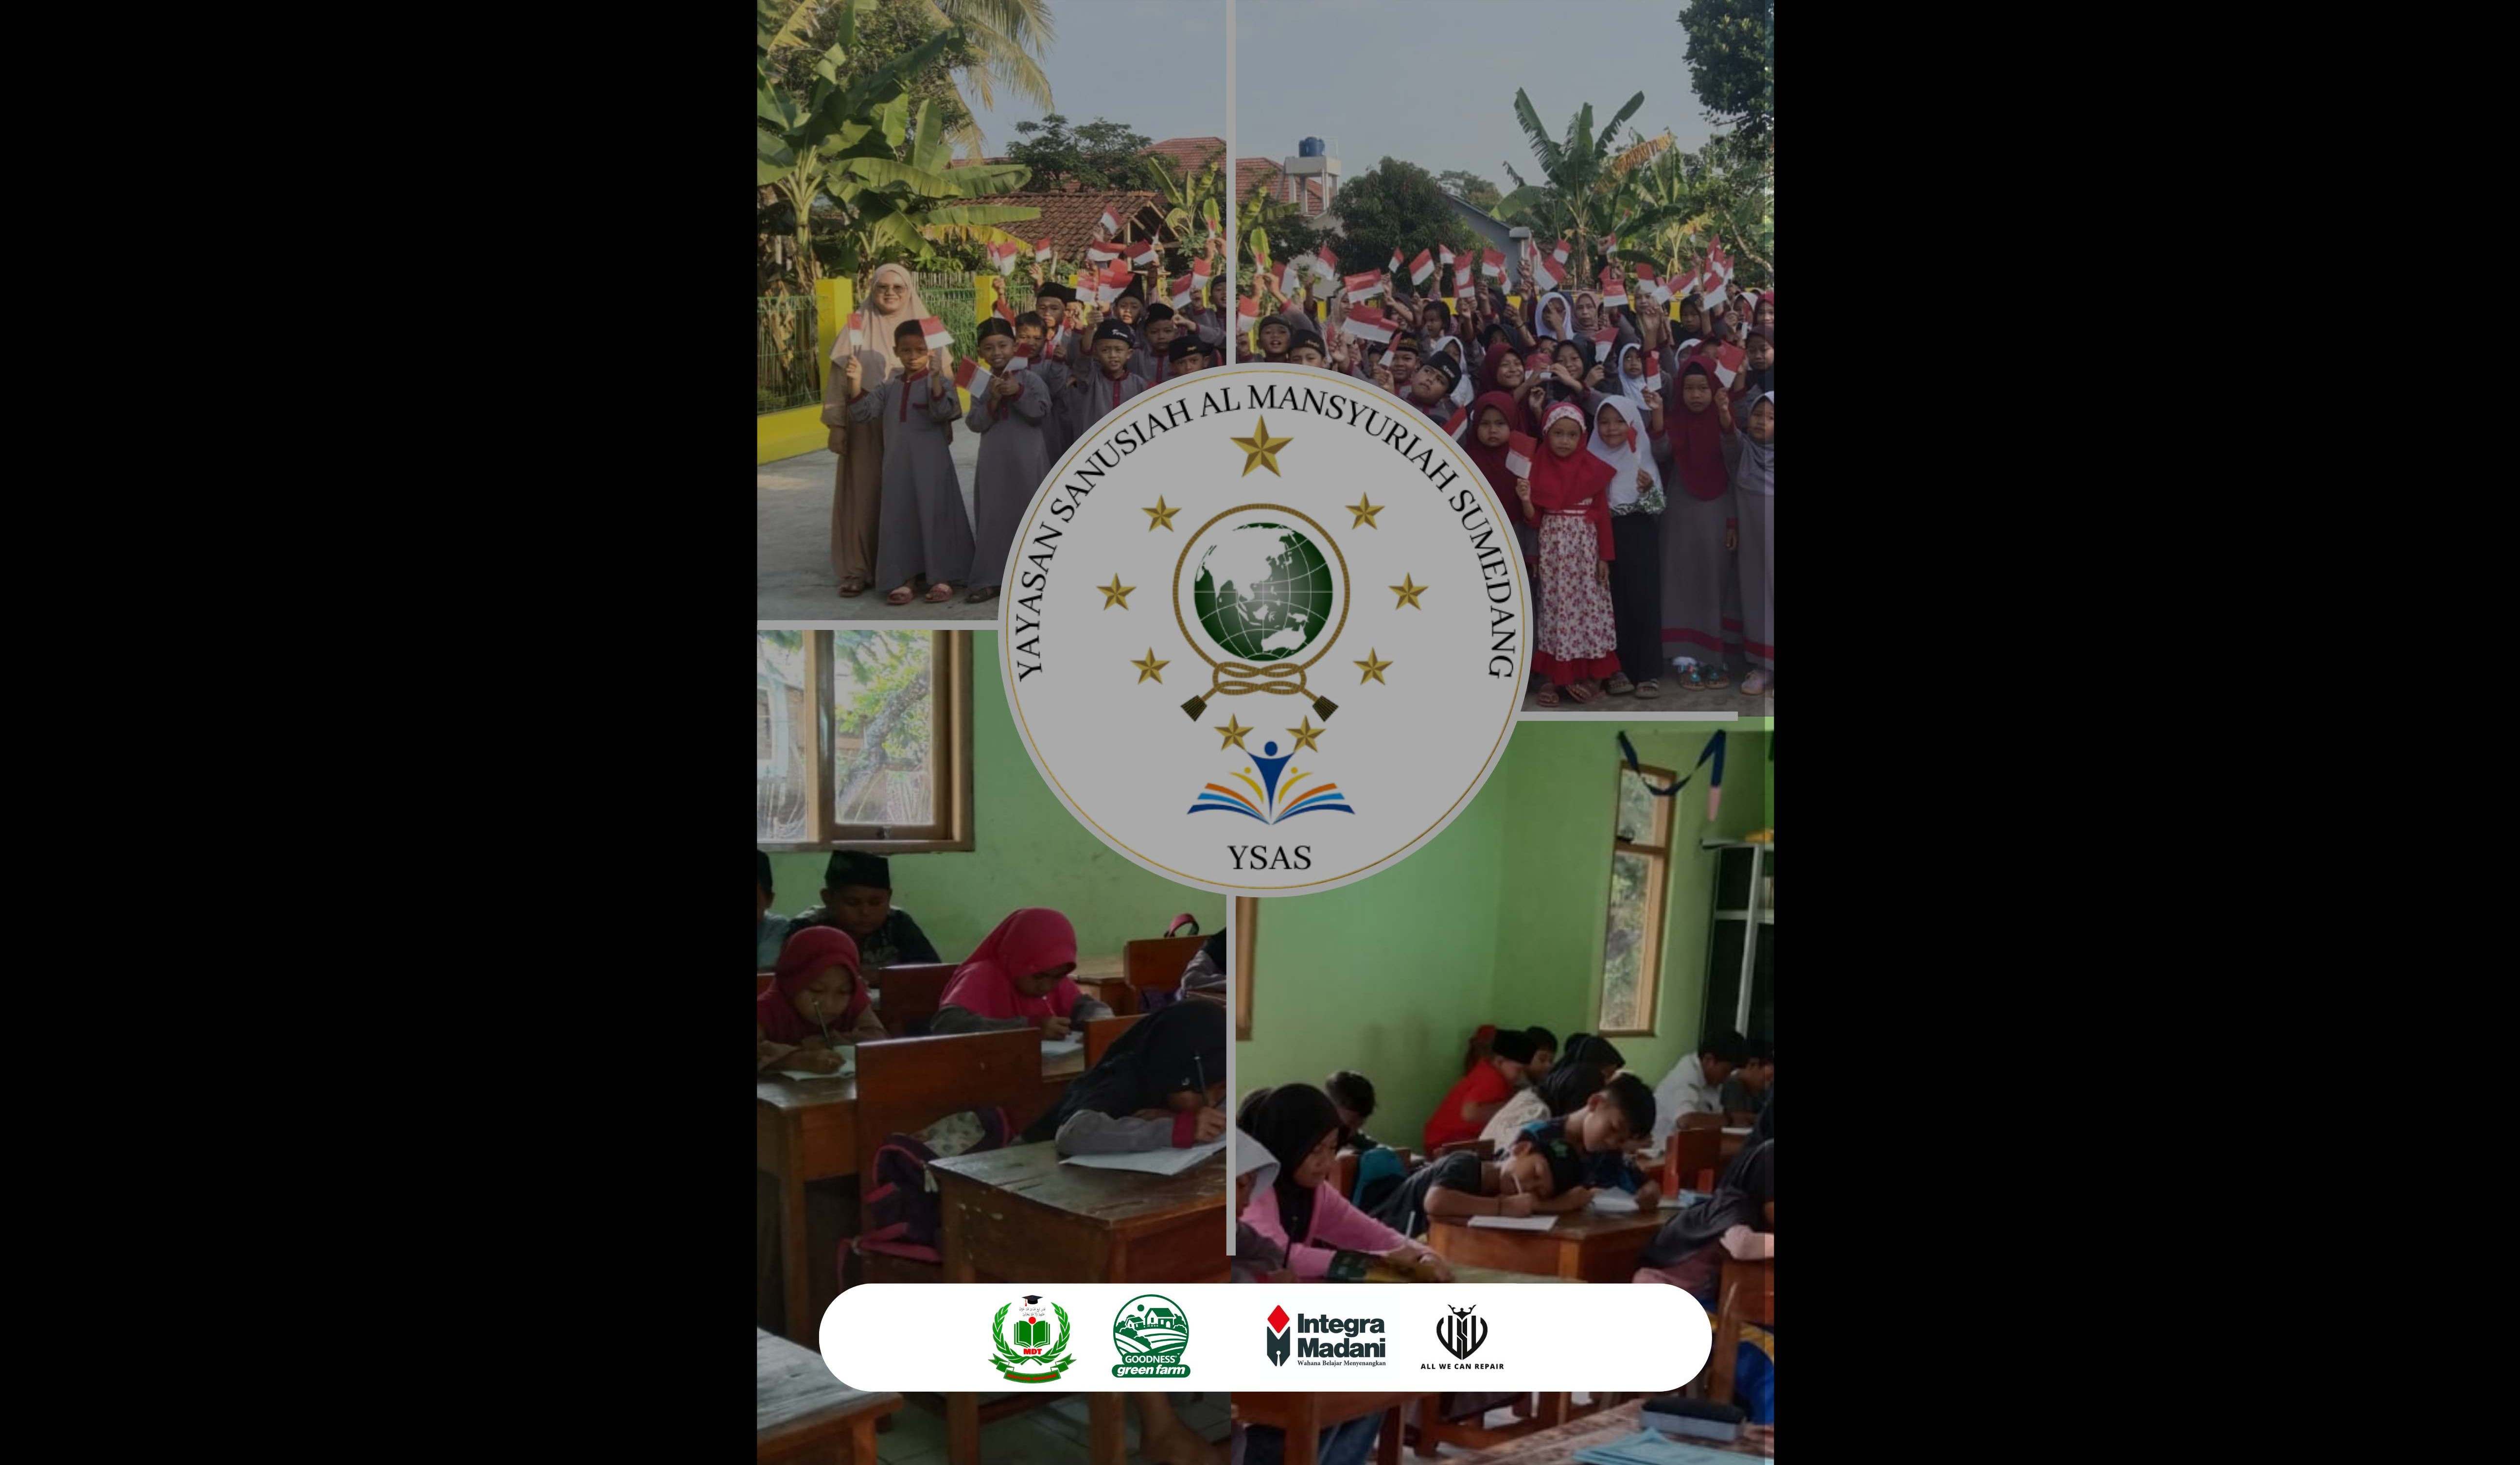 YAYASAN SANUSIAH AL MANSYURIAH SUMEDANG
YSAS
MDT
GOODNESS
green farm
Integra
Madani
Wahana Belajar Menyenangkan
ALL WE CAN REPAIR